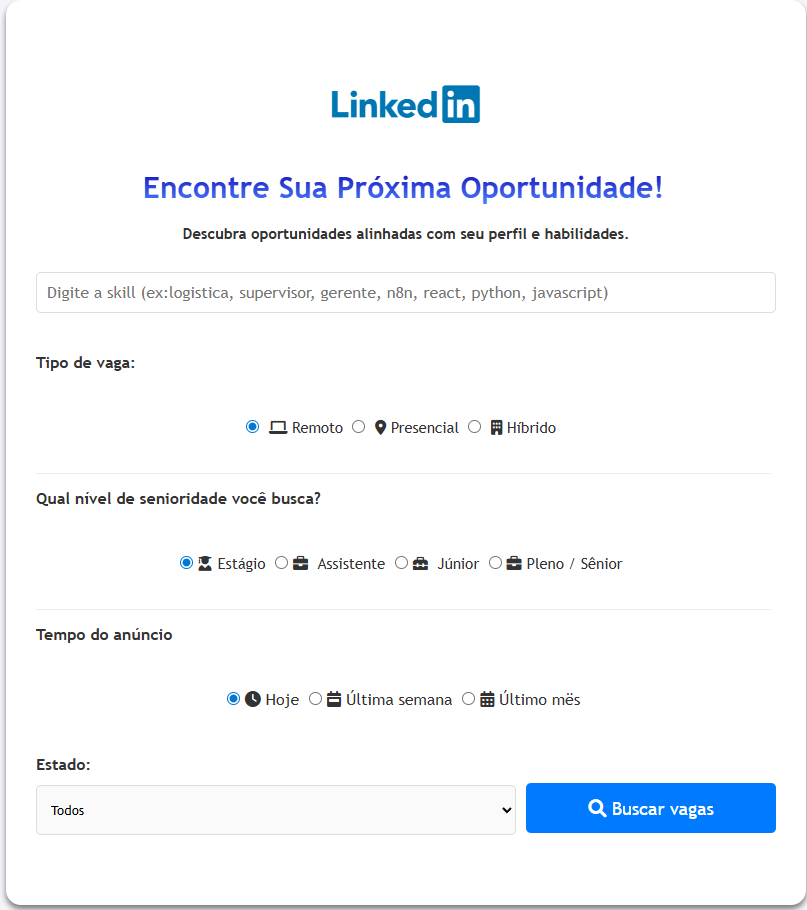 Linked in
Encontre Sua Próxima Oportunidade!
Descubra oportunidades alinhadas com seu perfil e habilidades.
Digite a skill (ex:logistica, supervisor, gerente, n8n, react, python, javascript)
Tipo de vaga:
Remoto Presencial Híbrido
Qual nível de senioridade você busca?
Estágio Assistente Júnior Pleno / Sênior
Tempo do anúncio
Hoje Última semana Último mës
Estado:
Todos Buscar vagas